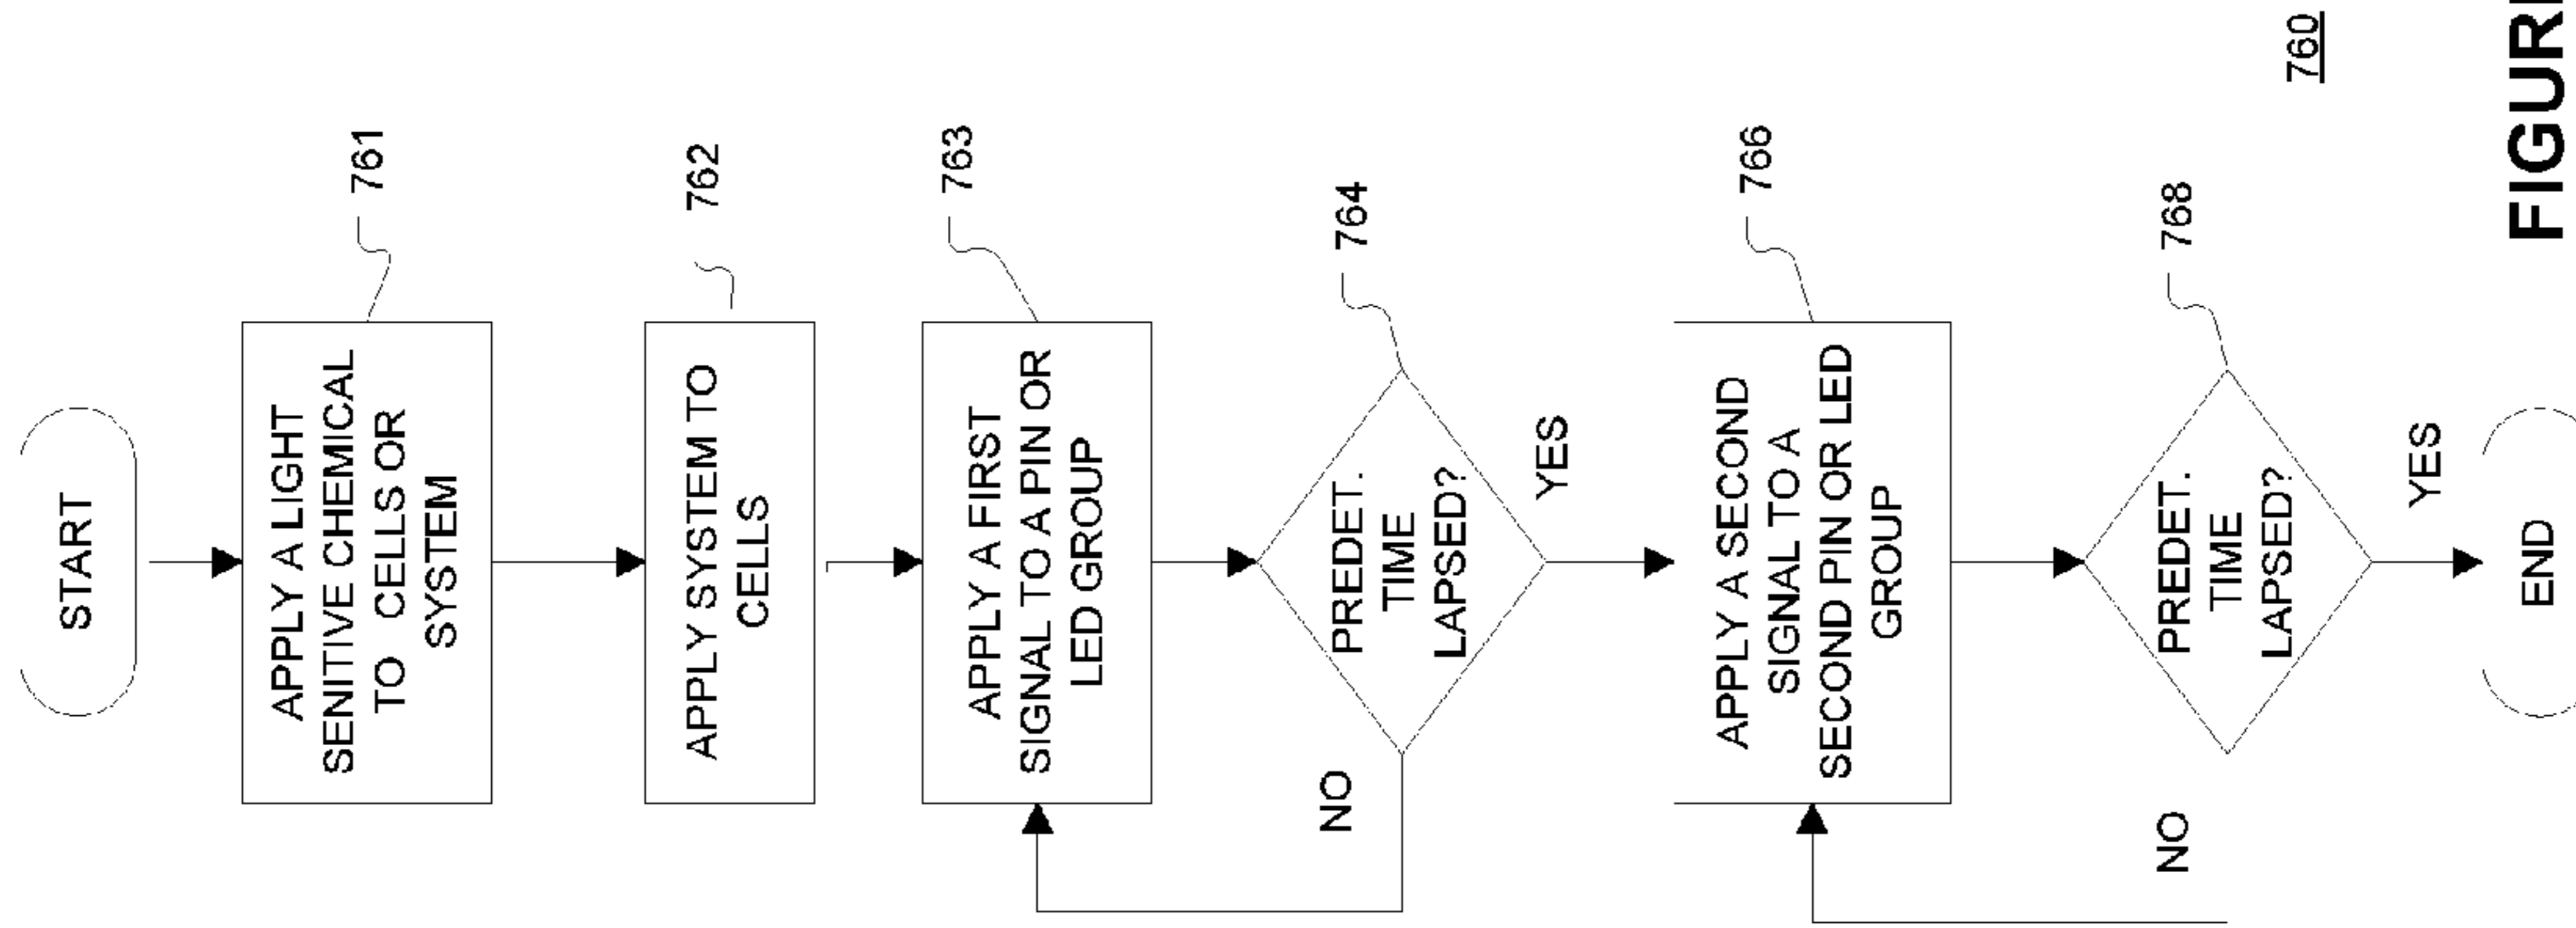 START
APPLY A LIGHT
SENITIVE CHEMICAL
TO CELLS OR
SYSTEM
761
APPLY SYSTEM TO
CELLS
762
APPLY A FIRST
SIGNAL TO A PIN OR
LED GROUP
763
PREDET.
TIME
LAPSED?
764
NO
YES
APPLY A SECOND
SIGNAL TO A
SECOND PIN OR LED
GROUP
766
PREDET.
TIME
LAPSED?
768
NO
YES
END
760